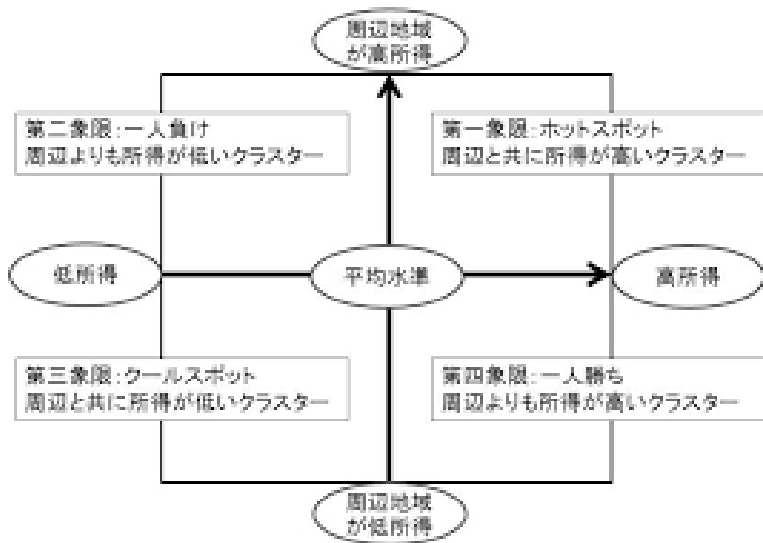 周辺地域
が高所得
第二象限:一人負け
周辺よりも所得が低いクラスター
第一象限:ホットスポット
周辺と共に所得が高いクラスター
低所得
平均水準
高所得
第三象限:クールスポット
周辺と共に所得が低いクラスター
第四象限:一人勝ち
周辺よりも所得が高いクラスター
周辺地域
が低所得